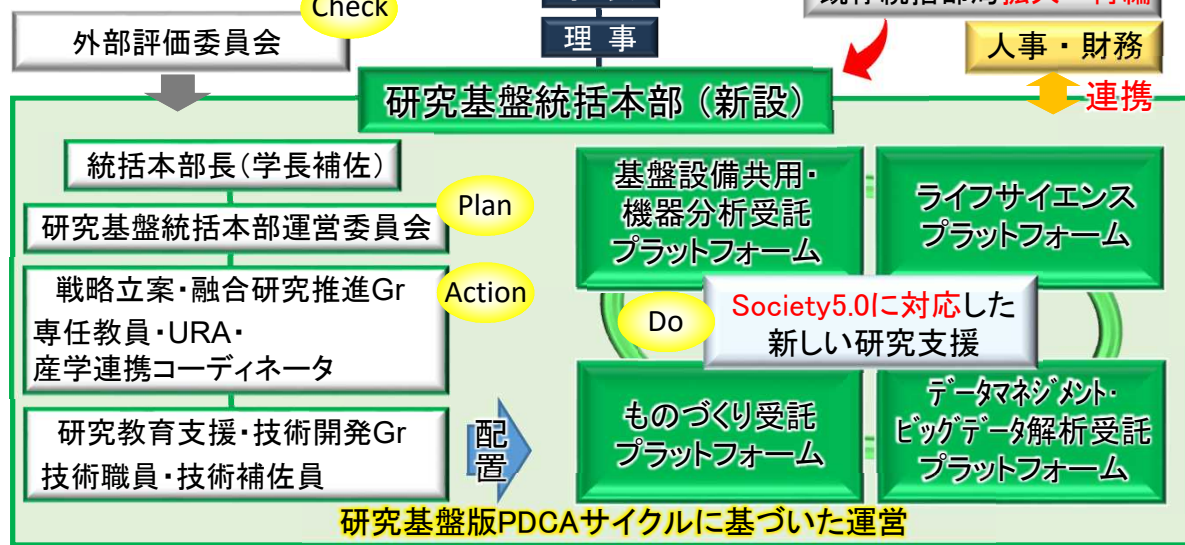 Check
外部評価委員会
理 事
人事・財務
連携
研究基盤統括本部（新設）
統括本部長（学長補佐）
研究基盤統括本部運営委員会
Plan
戦略立案・融合研究推進Gr
専任教員・URA・
産学連携コーディネータ
Action
研究教育支援・技術開発Gr
技術職員・技術補佐員
配置
基盤設備共用・
機器分析受託
プラットフォーム
ライフサイエンス
プラットフォーム
Do
Society5.0に対応した
新しい研究支援
ものづくり受託
プラットフォーム
ﾃﾞｰﾀﾏﾈｼﾞﾒﾝﾄ・
ﾋﾞｯｸﾞﾃﾞｰﾀ解析受託
プラットフォーム
研究基盤版PDCAサイクルに基づいた運営